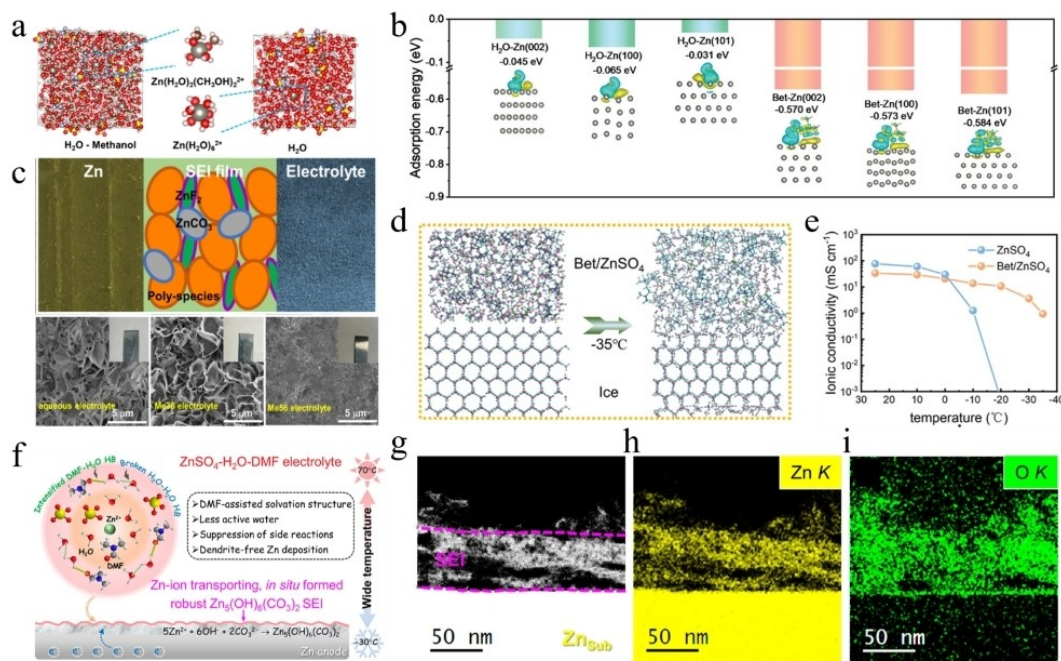 a
Zn(H₂O)₂(CH₃OH)₂²⁺
Zn(H₂O)₆²⁺
H₂O - Methanol
H₂O
b
Adsorption energy (eV)
0.0
-0.1
-0.6
-0.7
-0.8
-0.9
H₂O-Zn(002)
-0.045 eV
H₂O-Zn(100)
-0.065 eV
H₂O-Zn(101)
-0.031 eV
Bet-Zn(002)
-0.570 eV
Bet-Zn(100)
-0.573 eV
Bet-Zn(101)
-0.584 eV
c
Zn
SEI film
Electrolyte
ZnF₂
ZnCO₃
Poly-species
aqueous electrolyte
5 μm
5 μm
Me56 electrolyte
5 μm
d
Bet/ZnSO₄
-35℃
Ice
e
Ionic conductivity (mS cm⁻¹)
10³
10²
10¹
10⁰
10⁻¹
10⁻²
10⁻³
ZnSO₄
Bet/ZnSO₄
30 20 10 0 -10 -20 -30 -40
temperature (℃)
f
Intensified DMF-H₂O HB
Broken H₂O-H₂O HB
Zn²⁺
H₂O
DMF
ZnSO₄-H₂O-DMF electrolyte
➢DMF-assisted solvation structure
➢Less active water
➢Suppression of side reactions
➢Dendrite-free Zn deposition
Zn-ion transporting, in situ formed
robust Zn₅(OH)₆(CO₃)₂ SEI
5Zn²⁺ + 6OH⁻ + 2CO₃²⁻ → Zn₅(OH)₆(CO₃)₂
Zn anode
70°C
Wide temperature
-30°C
g
SEI
50 nm
Zn_Sub
h
Zn K
50 nm
i
O K
50 nm